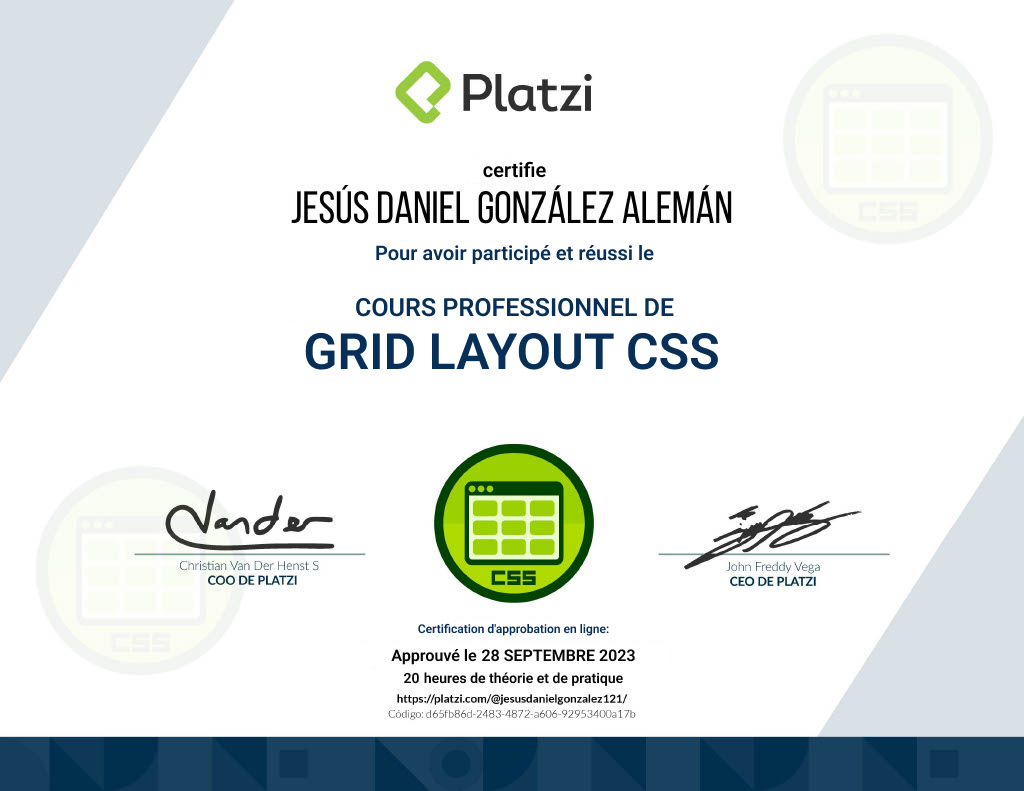 Platzi
certifie
JESÚS DANIEL GONZÁLEZ ALEMÁN
Pour avoir participé et réussi le
COURS PROFESSIONNEL DE
GRID LAYOUT CSS
CSS
Vander
Christian Van Der Henst S
COO DE PLATZI
CSS
John Freddy Vega
CEO DE PLATZI
CSS
Certification d'approbation en ligne:
Approuvé le 28 SEPTEMBRE 2023
20 heures de théorie et de pratique
https://platzi.com/@jesusdanielgonzalez121/
Código: d65fb86d-2483-4872-a606-92953400a17b